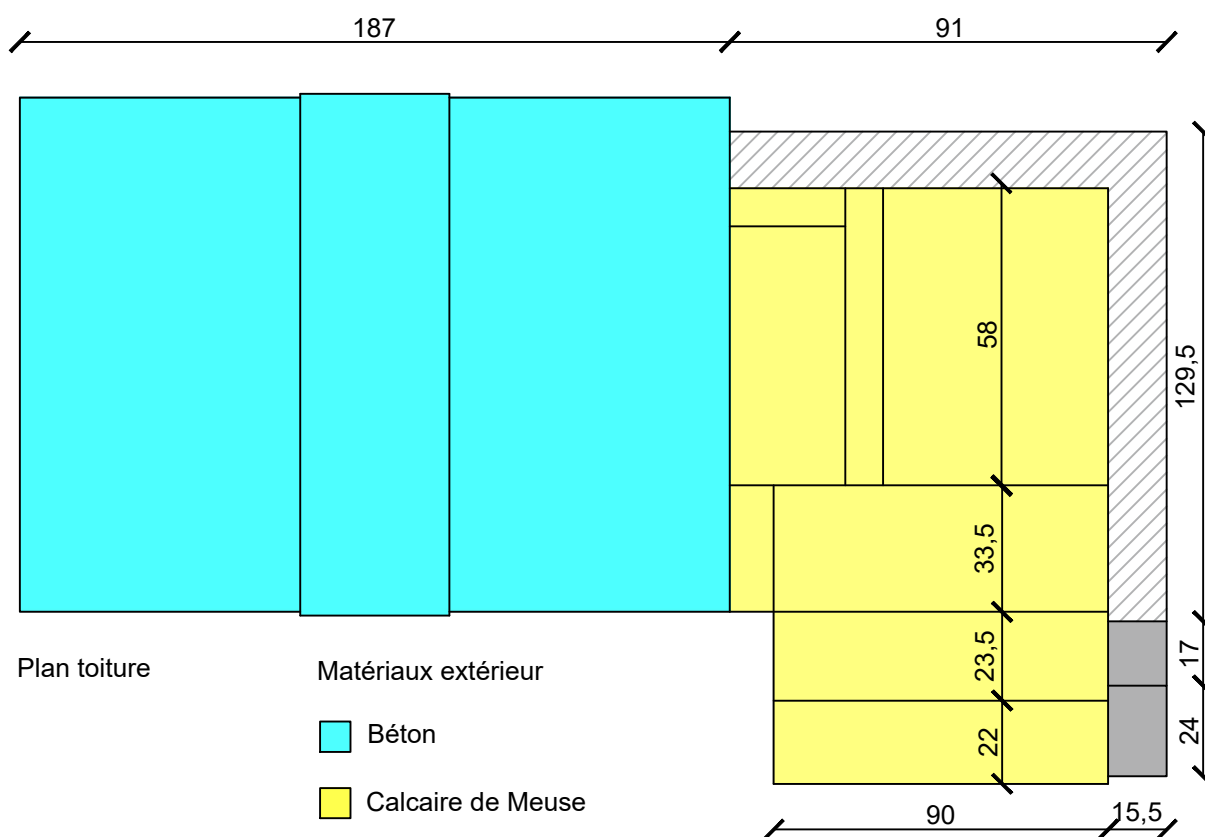 187
91
58
129,5
33,5
23,5
17
22
24
90
15,5
Plan toiture
Matériaux extérieur
Béton
Calcaire de Meuse